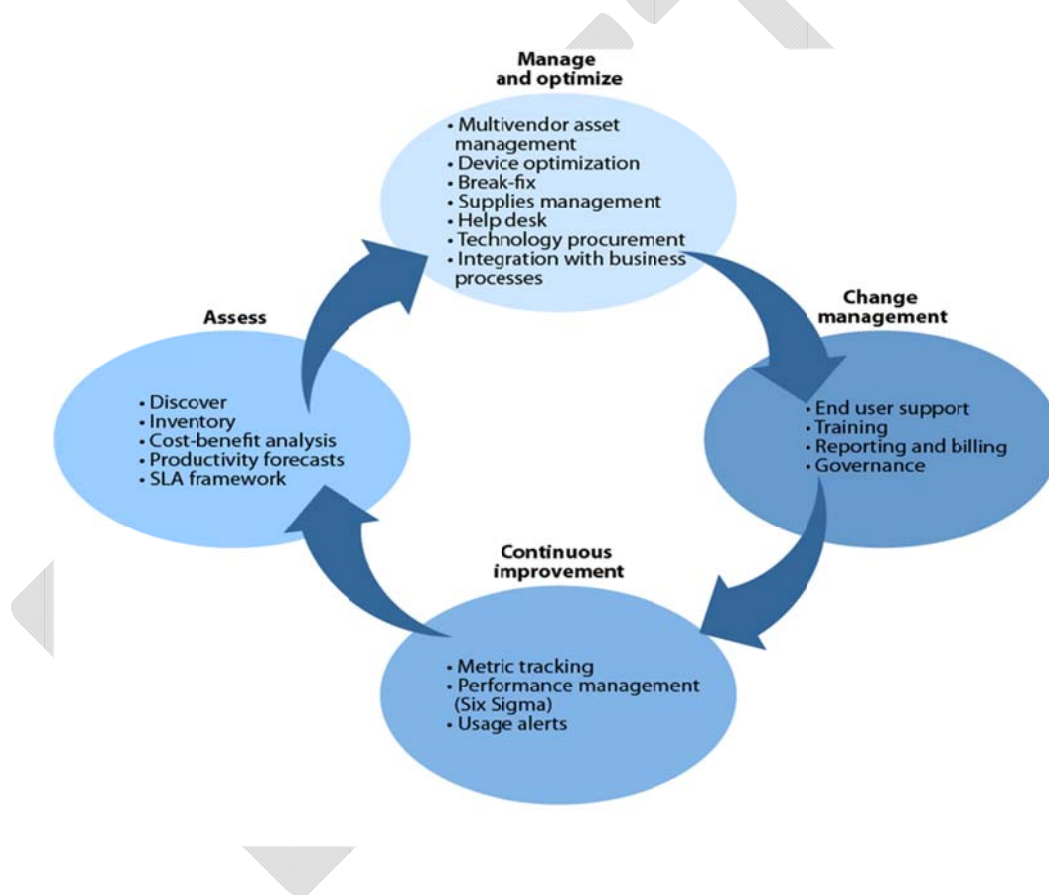 Manage
and optimize
• Multivendor asset
management
• Device optimization
• Break-fix
• Supplies management
• Help desk
• Technology procurement
• Integration with business
processes
Change
management
• End user support
• Training
• Reporting and billing
• Governance
Continuous
improvement
• Metric tracking
• Performance management
(Six Sigma)
• Usage alerts
Assess
• Discover
• Inventory
• Cost-benefit analysis
• Productivity forecasts
• SLA framework